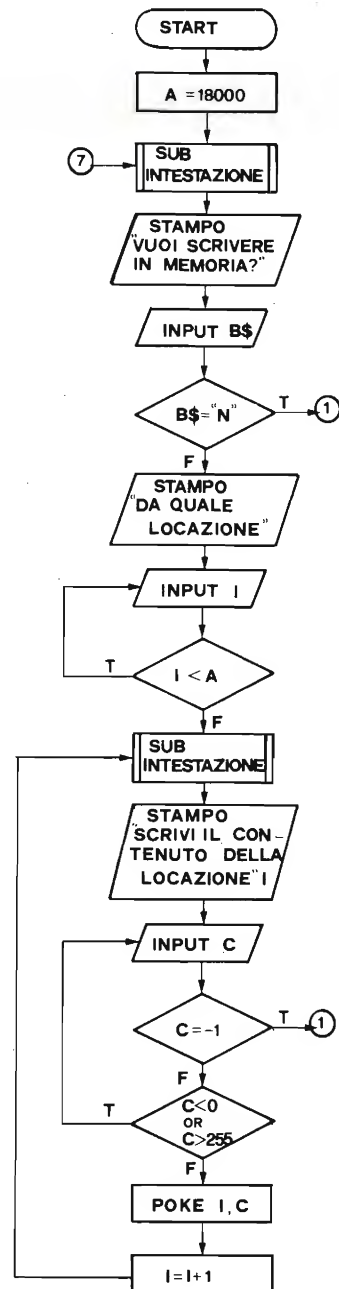 START
A = 18000
7
SUB
INTESTAZIONE
STAMPO
"VUOI SCRIVERE
IN MEMORIA?"
INPUT B$
B$="N"
T
1
F
STAMPO
"DA QUALE
LOCAZIONE"
INPUT I
T
I < A
F
SUB
INTESTAZIONE
STAMPO
"SCRIVI IL CON-
TENUTO DELLA
LOCAZIONE" I
INPUT C
C=-1
T
1
F
T
C<0
OR
C>255
F
POKE I,C
I=I+1